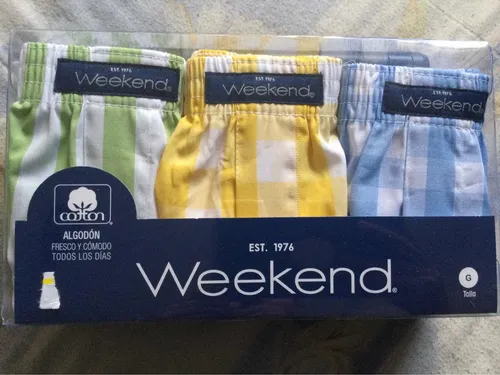 EST. 1976
Weekend®
EST. 1976
Weekend®
EST. 1976
Weekend®
cotton
ALGODÓN
FRESCO Y CÓMODO
TODOS LOS DÍAS
EST. 1976
Weekend®
G
Talla